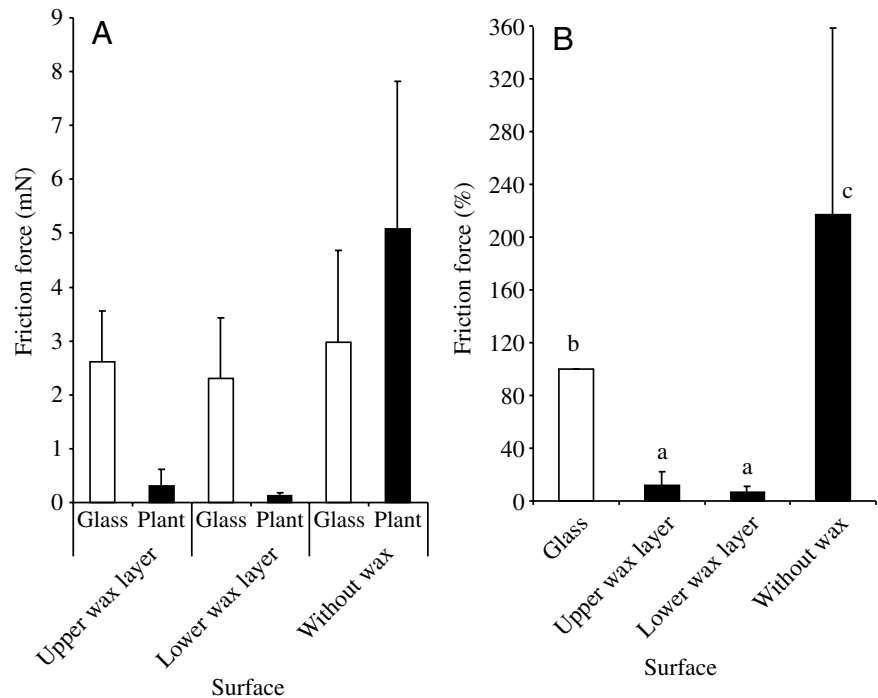 A
Friction force (mN)
9
8
7
6
5
4
3
2
1
0
Glass Plant Glass Plant Glass Plant
Upper wax layer
Lower wax layer
Without wax
Surface
B
Friction force (%)
360
320
280
240
200
160
120
80
40
0
b
a
a
c
Glass
Upper wax layer
Lower wax layer
Without wax
Surface